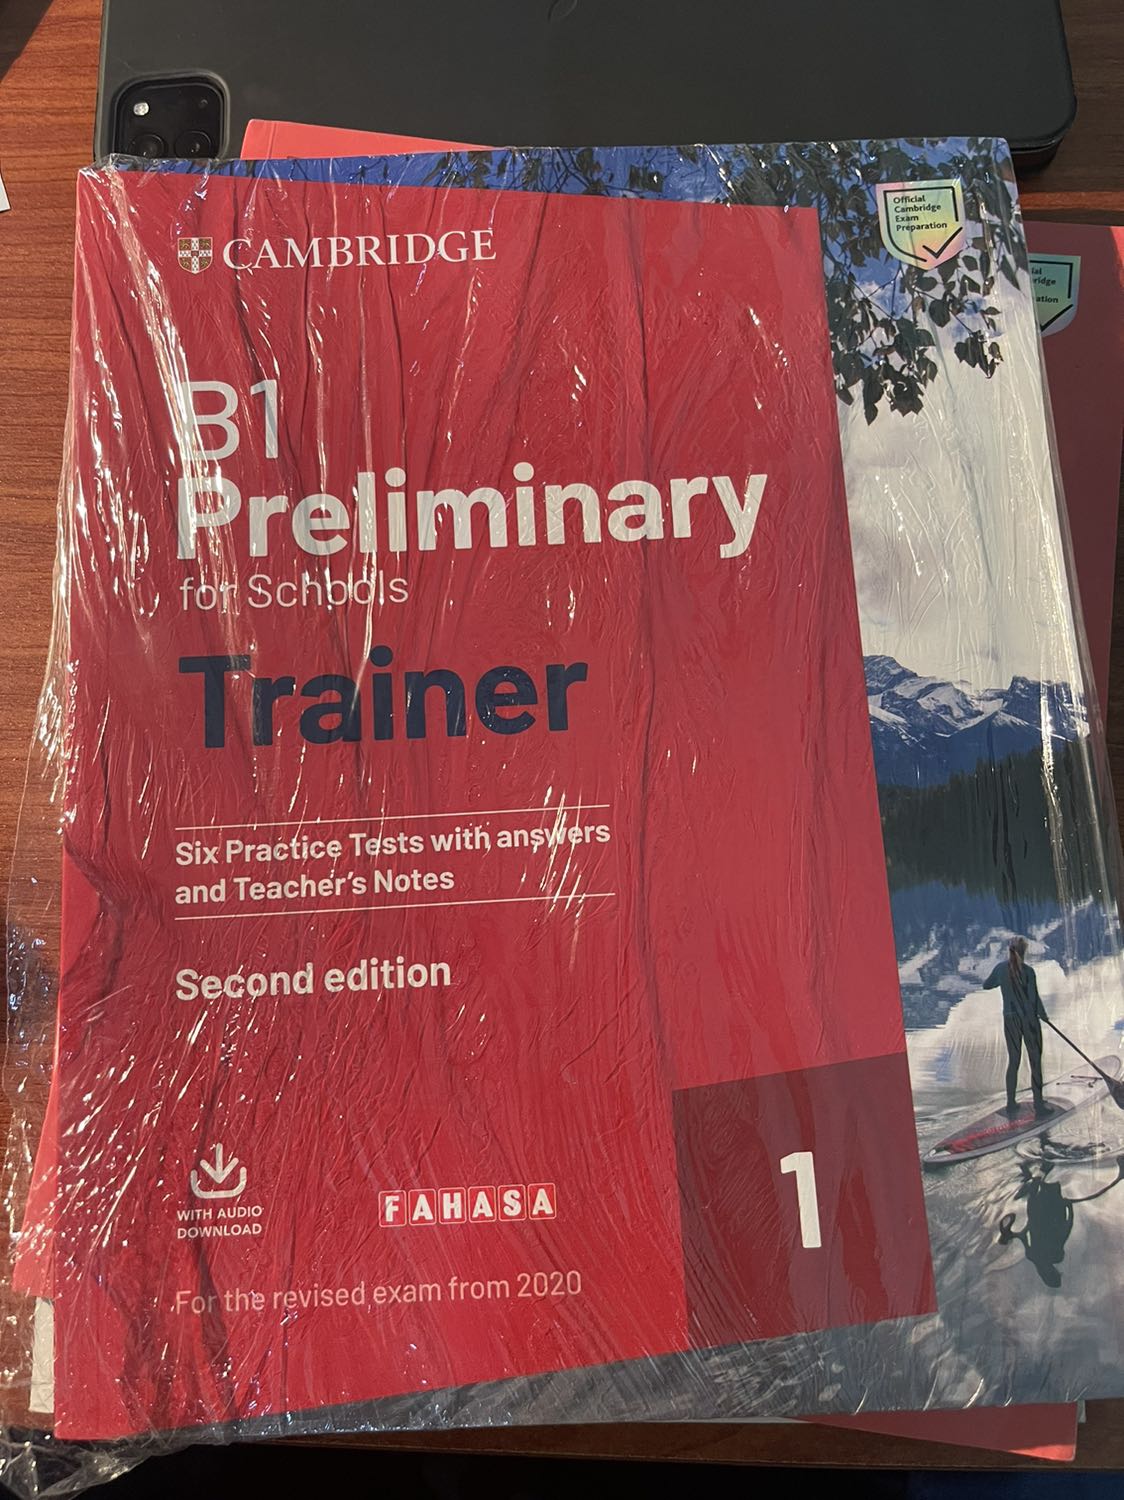 CAMBRIDGE
Official
Cambridge
Exam
Preparation
B1
Preliminary
for Schools
Trainer
Six Practice Tests with answers
and Teacher's Notes
Second edition
WITH AUDIO
DOWNLOAD
FAHASA
1
For the revised exam from 2020